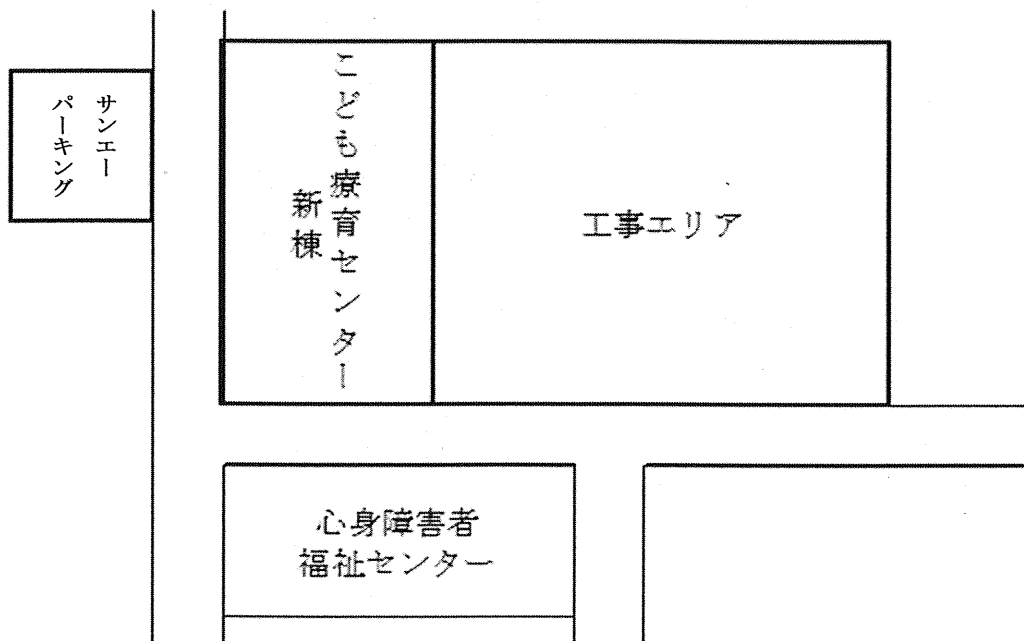 サンエー
パーキング
こども療育センター
新棟
工事エリア
心身障害者
福祉センター